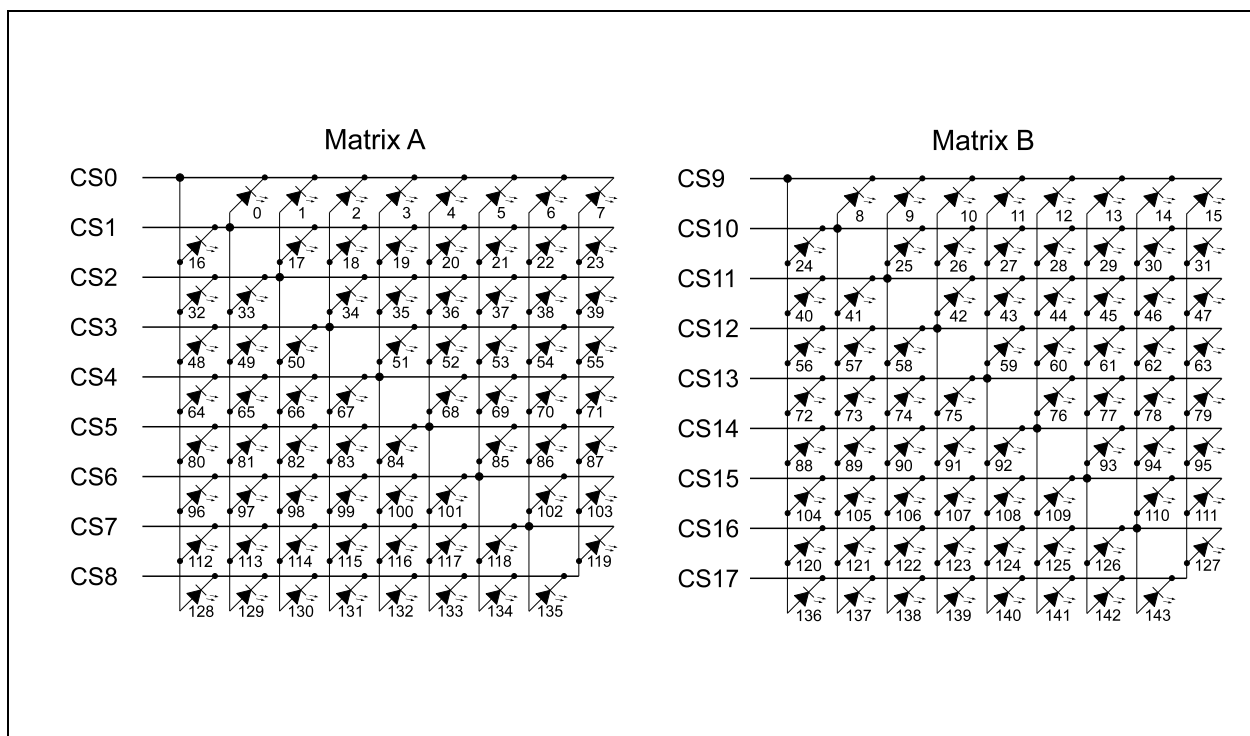 Matrix A
CS0
0 1 2 3 4 5 6 7
CS1
16 17 18 19 20 21 22 23
CS2
32 33 34 35 36 37 38 39
CS3
48 49 50 51 52 53 54 55
CS4
64 65 66 67 68 69 70 71
CS5
80 81 82 83 84 85 86 87
CS6
96 97 98 99 100 101 102 103
CS7
112 113 114 115 116 117 118 119
CS8
128 129 130 131 132 133 134 135
Matrix B
CS9
8 9 10 11 12 13 14 15
CS10
24 25 26 27 28 29 30 31
CS11
40 41 42 43 44 45 46 47
CS12
56 57 58 59 60 61 62 63
CS13
72 73 74 75 76 77 78 79
CS14
88 89 90 91 92 93 94 95
CS15
104 105 106 107 108 109 110 111
CS16
120 121 122 123 124 125 126 127
CS17
136 137 138 139 140 141 142 143